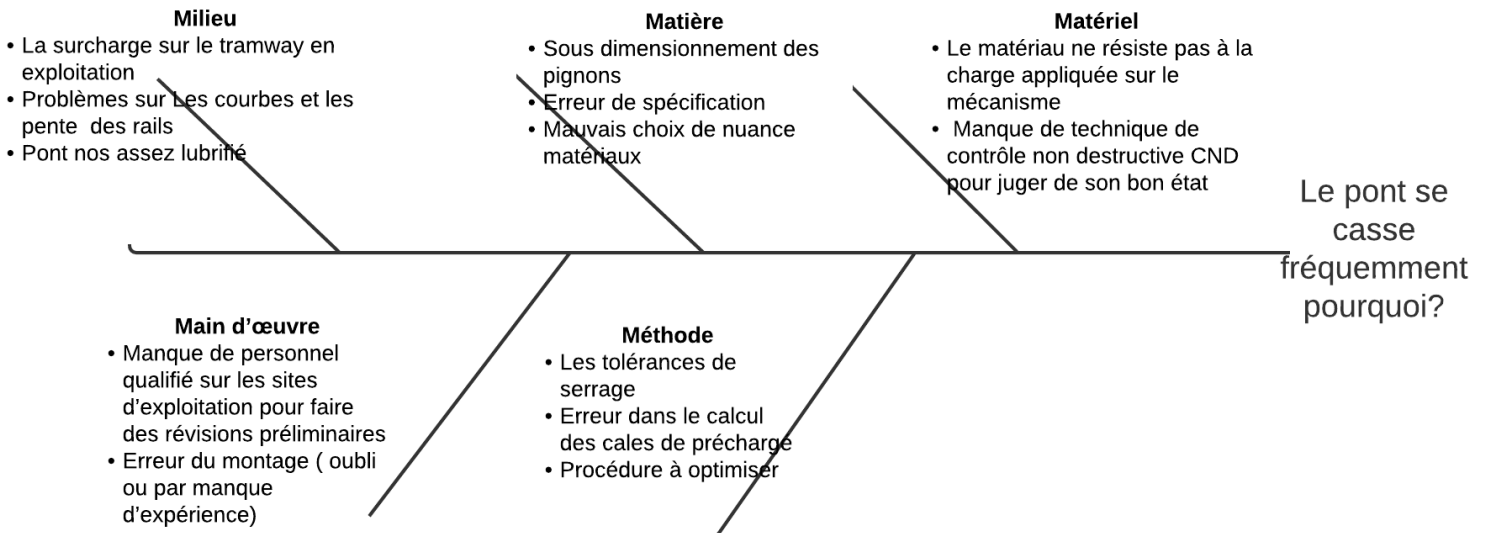 Milieu
• La surcharge sur le tramway en
exploitation
• Problèmes sur Les courbes et les
pente des rails
• Pont nos assez lubrifié
Matière
• Sous dimensionnement des
pignons
• Erreur de spécification
• Mauvais choix de nuance
matériaux
Matériel
• Le matériau ne résiste pas à la
charge appliquée sur le
mécanisme
• Manque de technique de
contrôle non destructive CND
pour juger de son bon état
Le pont se
casse
fréquemment
pourquoi?
Main d’œuvre
• Manque de personnel
qualifié sur les sites
d’exploitation pour faire
des révisions préliminaires
• Erreur du montage ( oubli
ou par manque
d’expérience)
Méthode
• Les tolérances de
serrage
• Erreur dans le calcul
des cales de précharge
• Procédure à optimiser